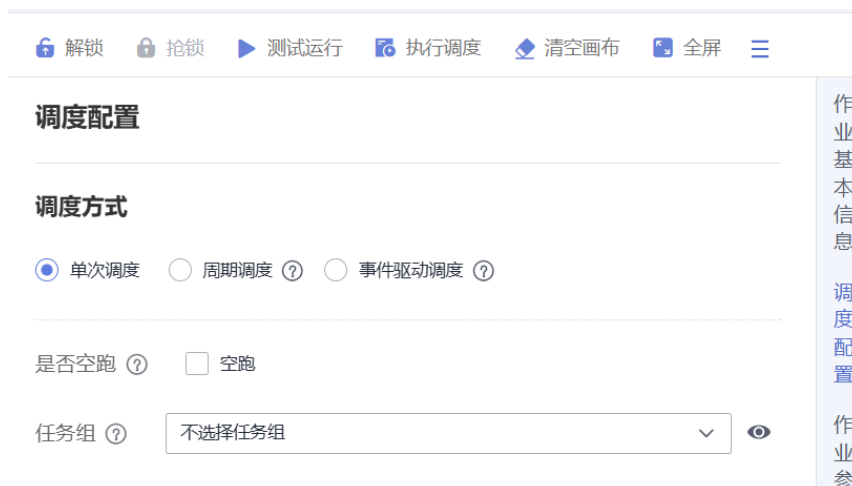 解锁 抢锁 测试运行 执行调度 清空画布 全屏
调度配置
调度方式
单次调度 周期调度 ? 事件驱动调度 ?
是否空跑 ? 空跑
任务组 ? 不选择任务组
作业基本信息
调度配置
作业参